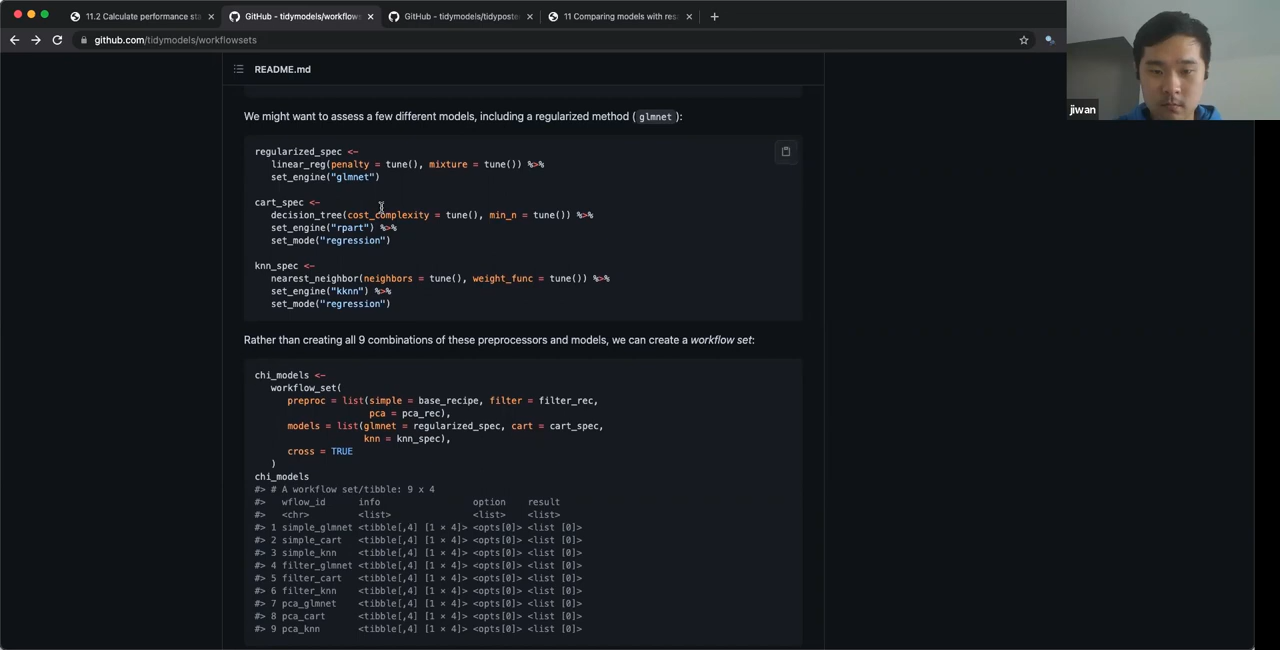 11.2 Calculate performance sta
GitHub - tidymodels/workflows
GitHub - tidymodels/tidyposte
11 Comparing models with res
github.com/tidymodels/workflowsets
jiwan
README.md
We might want to assess a few different models, including a regularized method ( glmnet ):
regularized_spec <-
linear_reg(penalty = tune(), mixture = tune()) %>%
set_engine("glmnet")
cart_spec <-
decision_tree(cost_complexity = tune(), min_n = tune()) %>%
set_engine("rpart") %>%
set_mode("regression")
knn_spec <-
nearest_neighbor(neighbors = tune(), weight_func = tune()) %>%
set_engine("kknn") %>%
set_mode("regression")
Rather than creating all 9 combinations of these preprocessors and models, we can create a workflow set:
chi_models <-
workflow_set(
preproc = list(simple = base_recipe, filter = filter_rec,
pca = pca_rec),
models = list(glmnet = regularized_spec, cart = cart_spec,
knn = knn_spec),
cross = TRUE
)
chi_models
#> # A workflow set/tibble: 9 x 4
#> wflow_id info option result
#> <chr> <list> <list> <list>
#> 1 simple_glmnet <tibble[,4] [1 × 4]> <opts[0]> <list [0]>
#> 2 simple_cart <tibble[,4] [1 × 4]> <opts[0]> <list [0]>
#> 3 simple_knn <tibble[,4] [1 × 4]> <opts[0]> <list [0]>
#> 4 filter_glmnet <tibble[,4] [1 × 4]> <opts[0]> <list [0]>
#> 5 filter_cart <tibble[,4] [1 × 4]> <opts[0]> <list [0]>
#> 6 filter_knn <tibble[,4] [1 × 4]> <opts[0]> <list [0]>
#> 7 pca_glmnet <tibble[,4] [1 × 4]> <opts[0]> <list [0]>
#> 8 pca_cart <tibble[,4] [1 × 4]> <opts[0]> <list [0]>
#> 9 pca_knn <tibble[,4] [1 × 4]> <opts[0]> <list [0]>